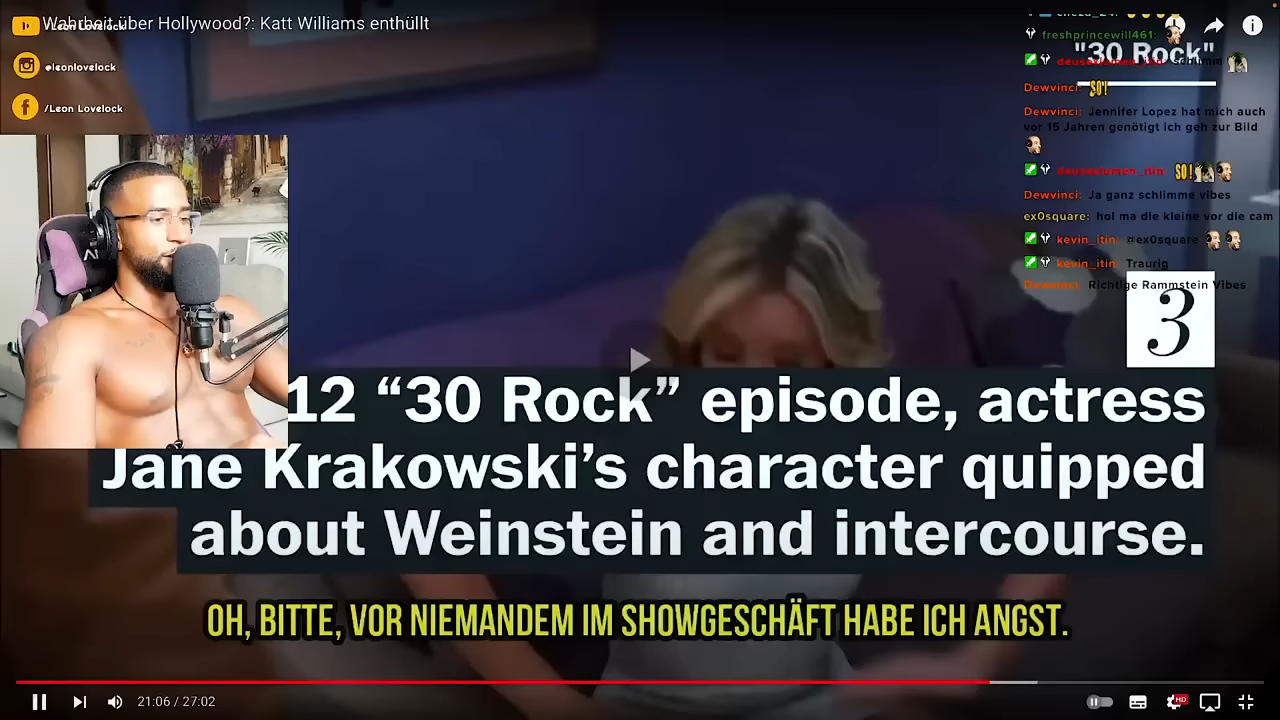 Wahrheit über Hollywood?: Katt Williams enthüllt
@leonlovelock
/Leon Lovelock
freshprincewill461:
"30 Rock"
Dewvinci: SO!
Dewvinci: Jennifer Lopez hat mich auch
vor 15 Jahren genötigt ich geh zur Bild
SO!
Dewvinci: Ja ganz schlimme vibes
ex0square: hol ma die kleine vor die cam
kevin_itin: @ex0square
kevin_itin: Traurig
Dewvinci: Richtige Rammstein Vibes
3
12 “30 Rock” episode, actress
Jane Krakowski’s character quipped
about Weinstein and intercourse.
OH, BITTE, VOR NIEMANDEM IM SHOWGESCHÄFT HABE ICH ANGST.
21:06 / 27:02
HD